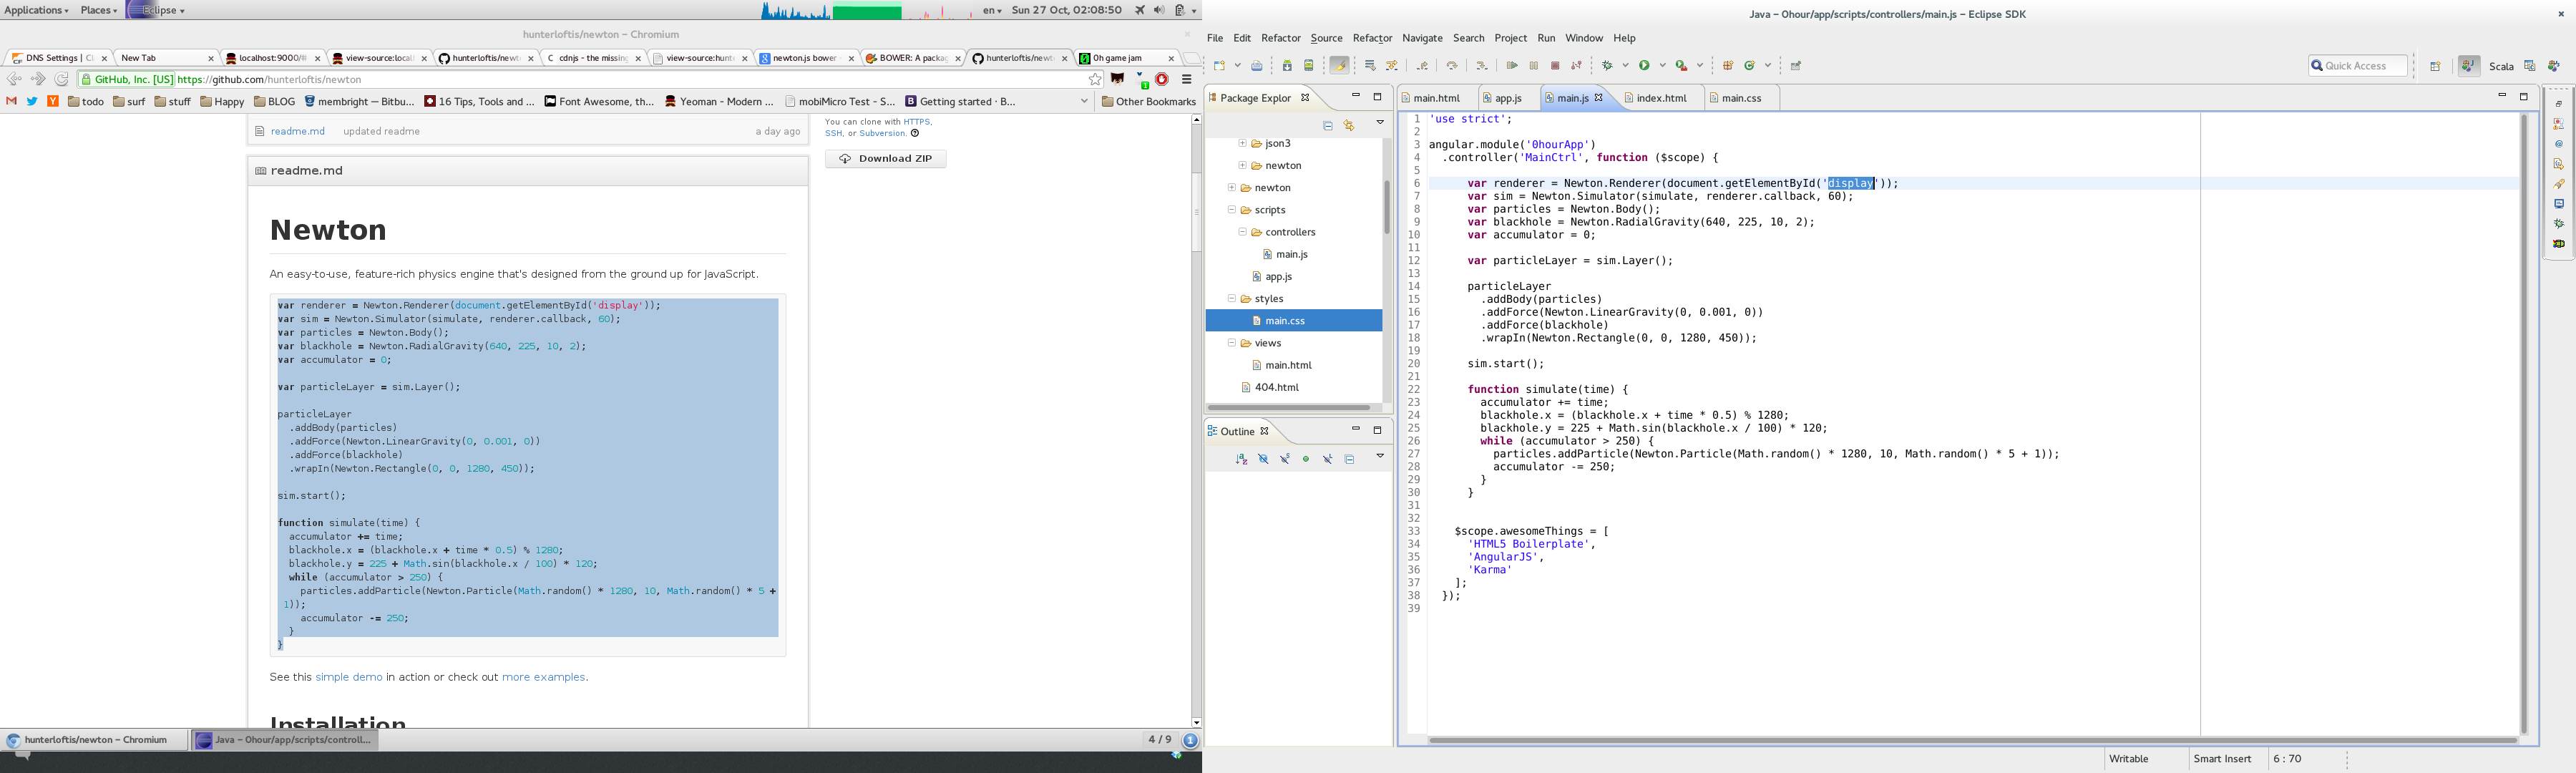 Applications ▾ Places ▾ Eclipse ▾ en ▾ Sun 27 Oct, 02:08:50
hunterloftis/newton – Chromium
DNS Settings | C New Tab localhost:9000/# view-source:local hunterloftis/newt cdnjs - the missing view-source:hunt newton.js bower BOWER: A packag hunterloftis/newt 0h game jam
GitHub, Inc. [US] https://github.com/hunterloftis/newton
todo surf stuff Happy BLOG membright — Bitbu... 16 Tips, Tools and ... Font Awesome, th... Yeoman - Modern ... mobiMicro Test - S... Getting started · B... Other Bookmarks
readme.md updated readme a day ago
You can clone with HTTPS,
SSH, or Subversion.
Download ZIP
readme.md
Newton
An easy-to-use, feature-rich physics engine that's designed from the ground up for JavaScript.
var renderer = Newton.Renderer(document.getElementById('display'));
var sim = Newton.Simulator(simulate, renderer.callback, 60);
var particles = Newton.Body();
var blackhole = Newton.RadialGravity(640, 225, 10, 2);
var accumulator = 0;
var particleLayer = sim.Layer();
particleLayer
.addBody(particles)
.addForce(Newton.LinearGravity(0, 0.001, 0))
.addForce(blackhole)
.wrapIn(Newton.Rectangle(0, 0, 1280, 450));
sim.start();
function simulate(time) {
accumulator += time;
blackhole.x = (blackhole.x + time * 0.5) % 1280;
blackhole.y = 225 + Math.sin(blackhole.x / 100) * 120;
while (accumulator > 250) {
particles.addParticle(Newton.Particle(Math.random() * 1280, 10, Math.random() * 5 +
1));
accumulator -= 250;
}
}
See this simple demo in action or check out more examples.
Installation
hunterloftis/newton – Chromium Java – 0hour/app/scripts/controll... 4 / 9 1
Java – 0hour/app/scripts/controllers/main.js – Eclipse SDK
File Edit Refactor Source Refactor Navigate Search Project Run Window Help
Quick Access Scala
Package Explor
json3
newton
newton
scripts
controllers
main.js
app.js
styles
main.css
views
main.html
404.html
Outline
main.html app.js main.js index.html main.css
1 'use strict';
2
3 angular.module('0hourApp')
4 .controller('MainCtrl', function ($scope) {
5
6 var renderer = Newton.Renderer(document.getElementById('display'));
7 var sim = Newton.Simulator(simulate, renderer.callback, 60);
8 var particles = Newton.Body();
9 var blackhole = Newton.RadialGravity(640, 225, 10, 2);
10 var accumulator = 0;
11
12 var particleLayer = sim.Layer();
13
14 particleLayer
15 .addBody(particles)
16 .addForce(Newton.LinearGravity(0, 0.001, 0))
17 .addForce(blackhole)
18 .wrapIn(Newton.Rectangle(0, 0, 1280, 450));
19
20 sim.start();
21
22 function simulate(time) {
23 accumulator += time;
24 blackhole.x = (blackhole.x + time * 0.5) % 1280;
25 blackhole.y = 225 + Math.sin(blackhole.x / 100) * 120;
26 while (accumulator > 250) {
27 particles.addParticle(Newton.Particle(Math.random() * 1280, 10, Math.random() * 5 + 1));
28 accumulator -= 250;
29 }
30 }
31
32
33 $scope.awesomeThings = [
34 'HTML5 Boilerplate',
35 'AngularJS',
36 'Karma'
37 ];
38 });
39
Writable Smart Insert 6 : 70